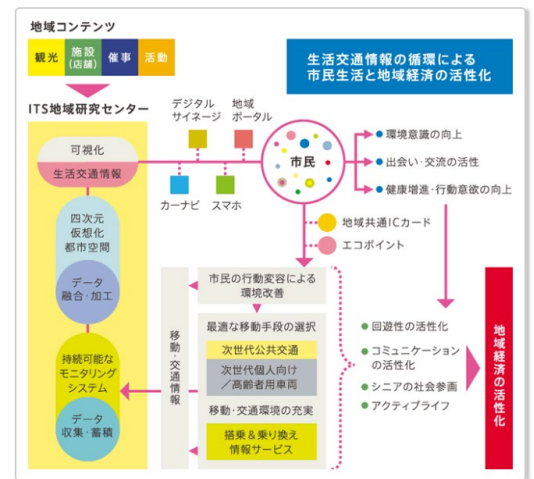 地域コンテンツ
観光
施設
(店舗)
催事
活動
生活交通情報の循環による
市民生活と地域経済の活性化
ITS地域研究センター
可視化
生活交通情報
四次元
仮想化
都市空間
データ
融合・加工
持続可能な
モニタリング
システム
データ
収集・蓄積
デジタル
サイネージ
地域
ポータル
カーナビ
スマホ
市民
環境意識の向上
出会い・交流の活性
健康増進・行動意欲の向上
地域共通ICカード
エコポイント
市民の行動変容による
環境改善
移動・交通情報
最適な移動手段の選択
次世代公共交通
次世代個人向け
／高齢者用車両
移動・交通環境の充実
搭乗＆乗り換え
情報サービス
回遊性の活性化
コミュニケーション
の活性化
シニアの社会参画
アクティブライフ
地域経済の活性化